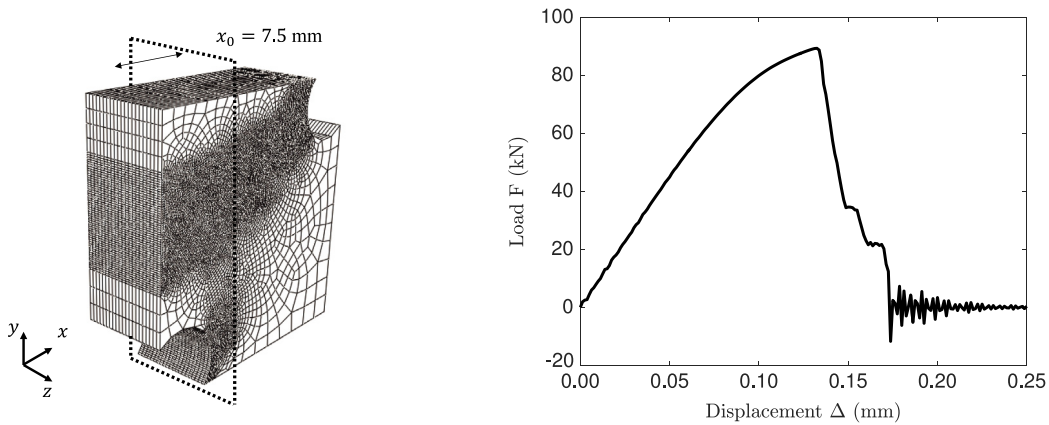 x₀ = 7.5 mm
y
x
z
100
80
60
40
20
0
-20
Load F (kN)
0.00 0.05 0.10 0.15 0.20 0.25
Displacement Δ (mm)